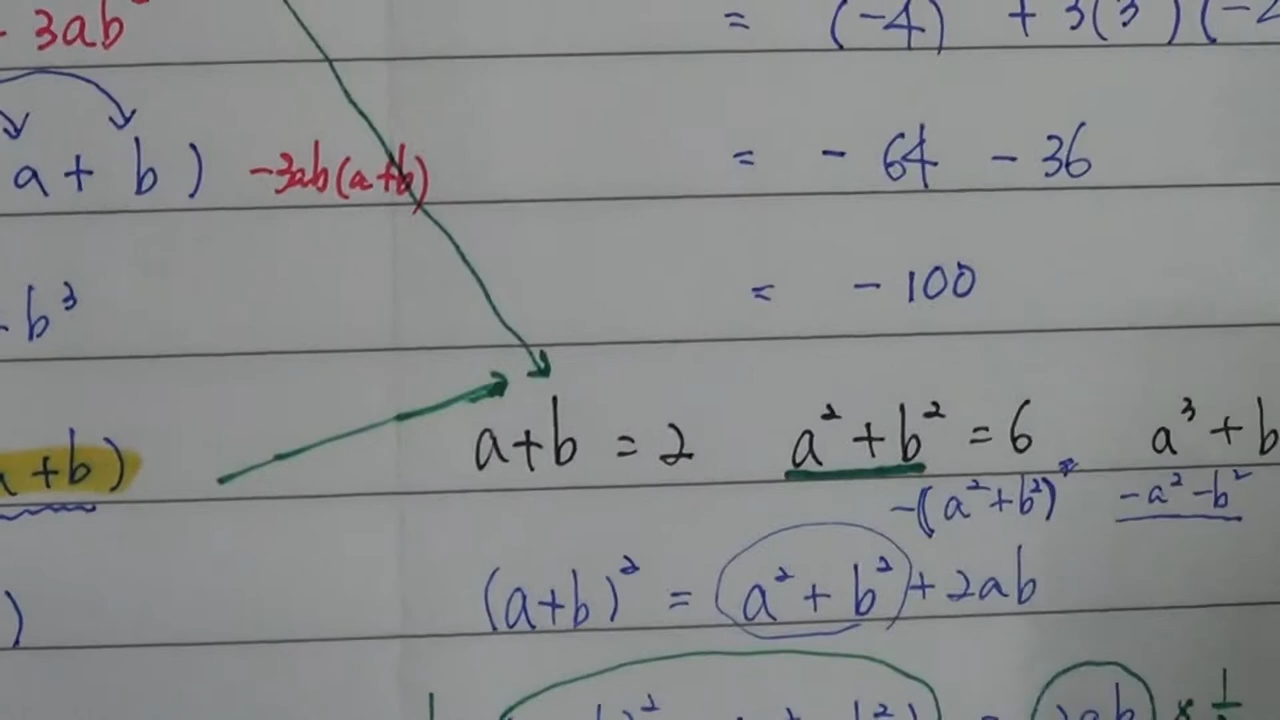 - 3ab
= (-4) + 3(3)(-2
a + b) -3ab(a+b)
= - 64 - 36
- b³
= - 100
a + b = 2 a² + b² = 6 a³ + b
a + b)
-(a² + b²) -a² - b²
(a+b)² = (a² + b²) + 2ab
)